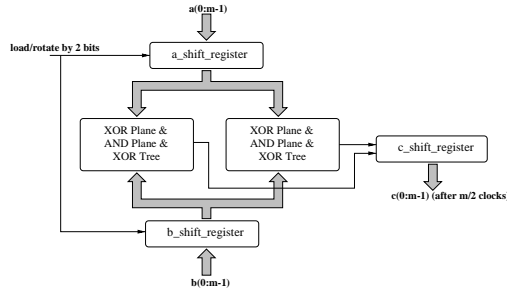 a(0:m-1)
load/rotate by 2 bits
a_shift_register
XOR Plane &
AND Plane &
XOR Tree
XOR Plane &
AND Plane &
XOR Tree
c_shift_register
c(0:m-1) (after m/2 clocks)
b_shift_register
b(0:m-1)